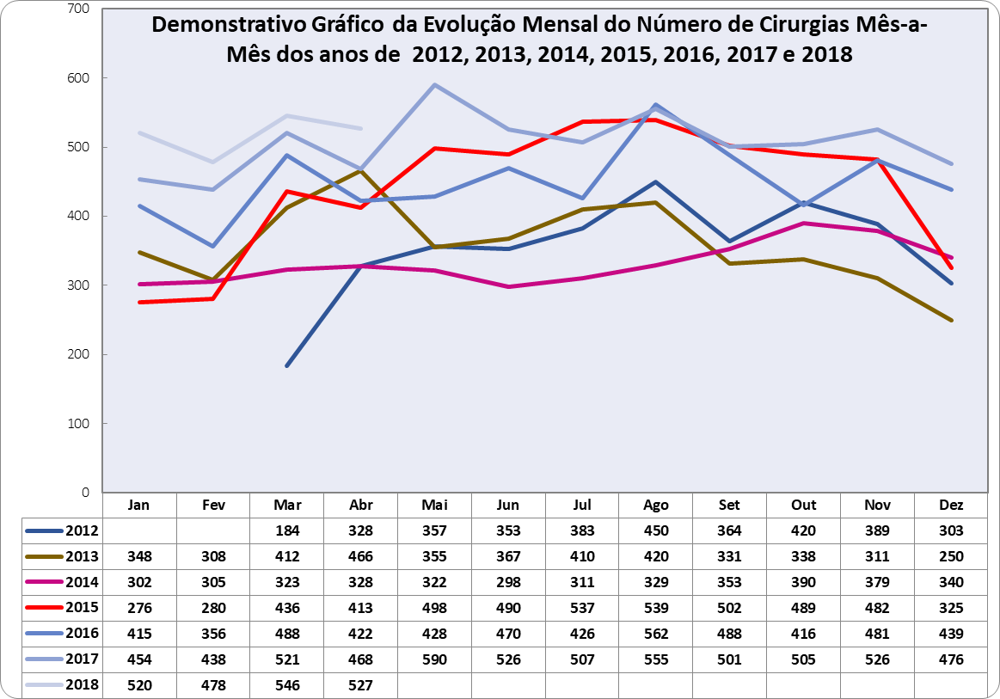 Demonstrativo Gráfico da Evolução Mensal do Número de Cirurgias Mês-a-
Mês dos anos de 2012, 2013, 2014, 2015, 2016, 2017 e 2018
700
600
500
400
300
200
100
0
Jan Fev Mar Abr Mai Jun Jul Ago Set Out Nov Dez
2012 184 328 357 353 383 450 364 420 389 303
2013 348 308 412 466 355 367 410 420 331 338 311 250
2014 302 305 323 328 322 298 311 329 353 390 379 340
2015 276 280 436 413 498 490 537 539 502 489 482 325
2016 415 356 488 422 428 470 426 562 488 416 481 439
2017 454 438 521 468 590 526 507 555 501 505 526 476
2018 520 478 546 527